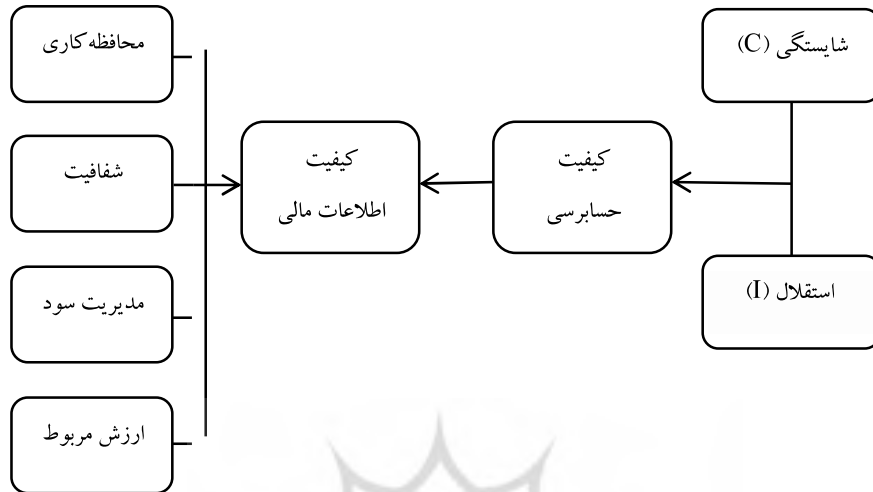 شایستگی (C)
استقلال (I)
کیفیت
حسابرسی
کیفیت
اطلاعات مالی
محافظه‌کاری
شفافیت
مدیریت سود
ارزش مربوط